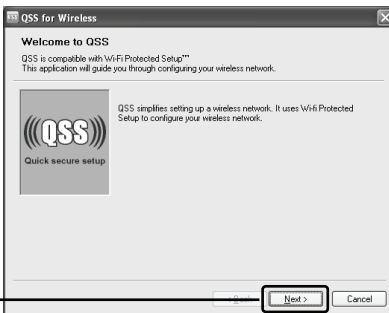 QSS for Wireless
Welcome to QSS
QSS is compatible with Wi-Fi Protected Setup™
This application will guide you through configuring your wireless network.
QSS simplifies setting up a wireless network. It uses Wi-Fi Protected
Setup to configure your wireless network.
(((QSS)))
Quick secure setup
Next >
Cancel